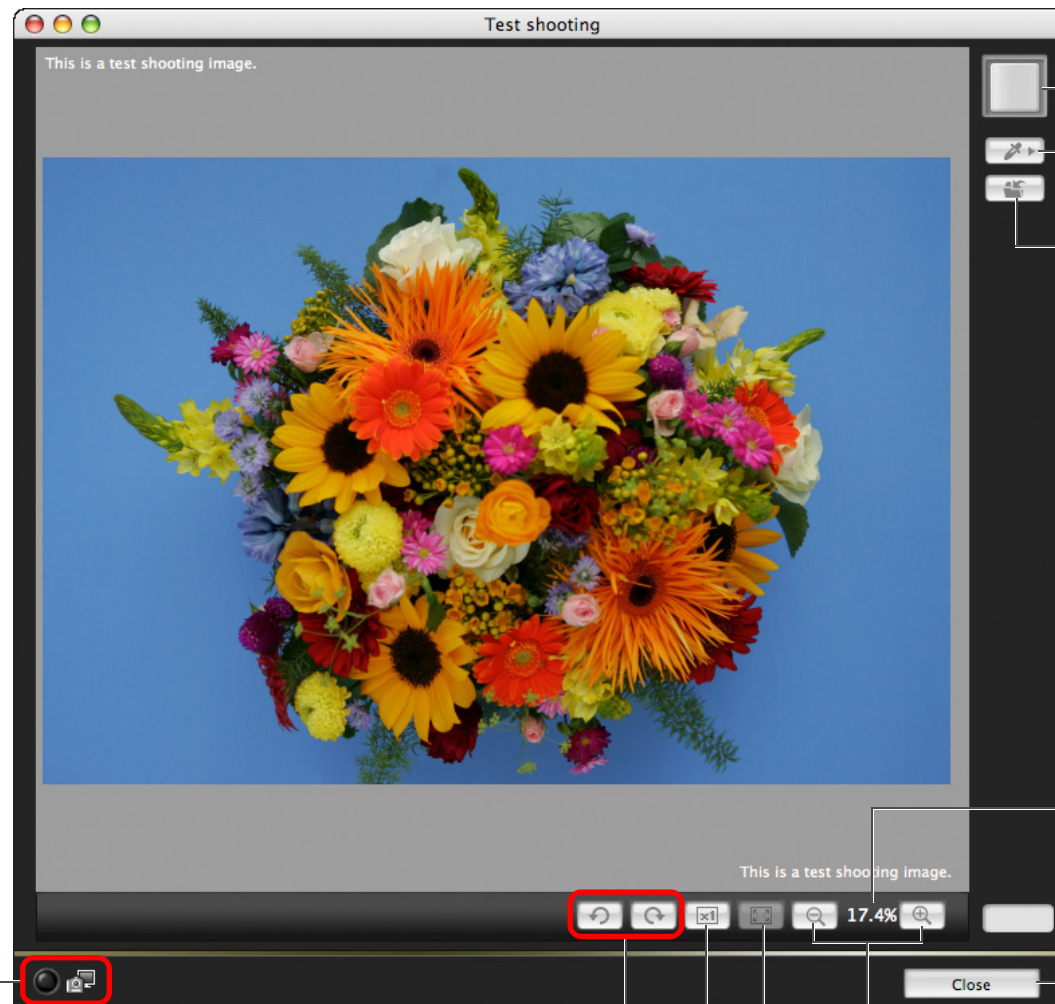 Test shooting
This is a test shooting image.
This is a test shooting image.
x1
17.4%
Close